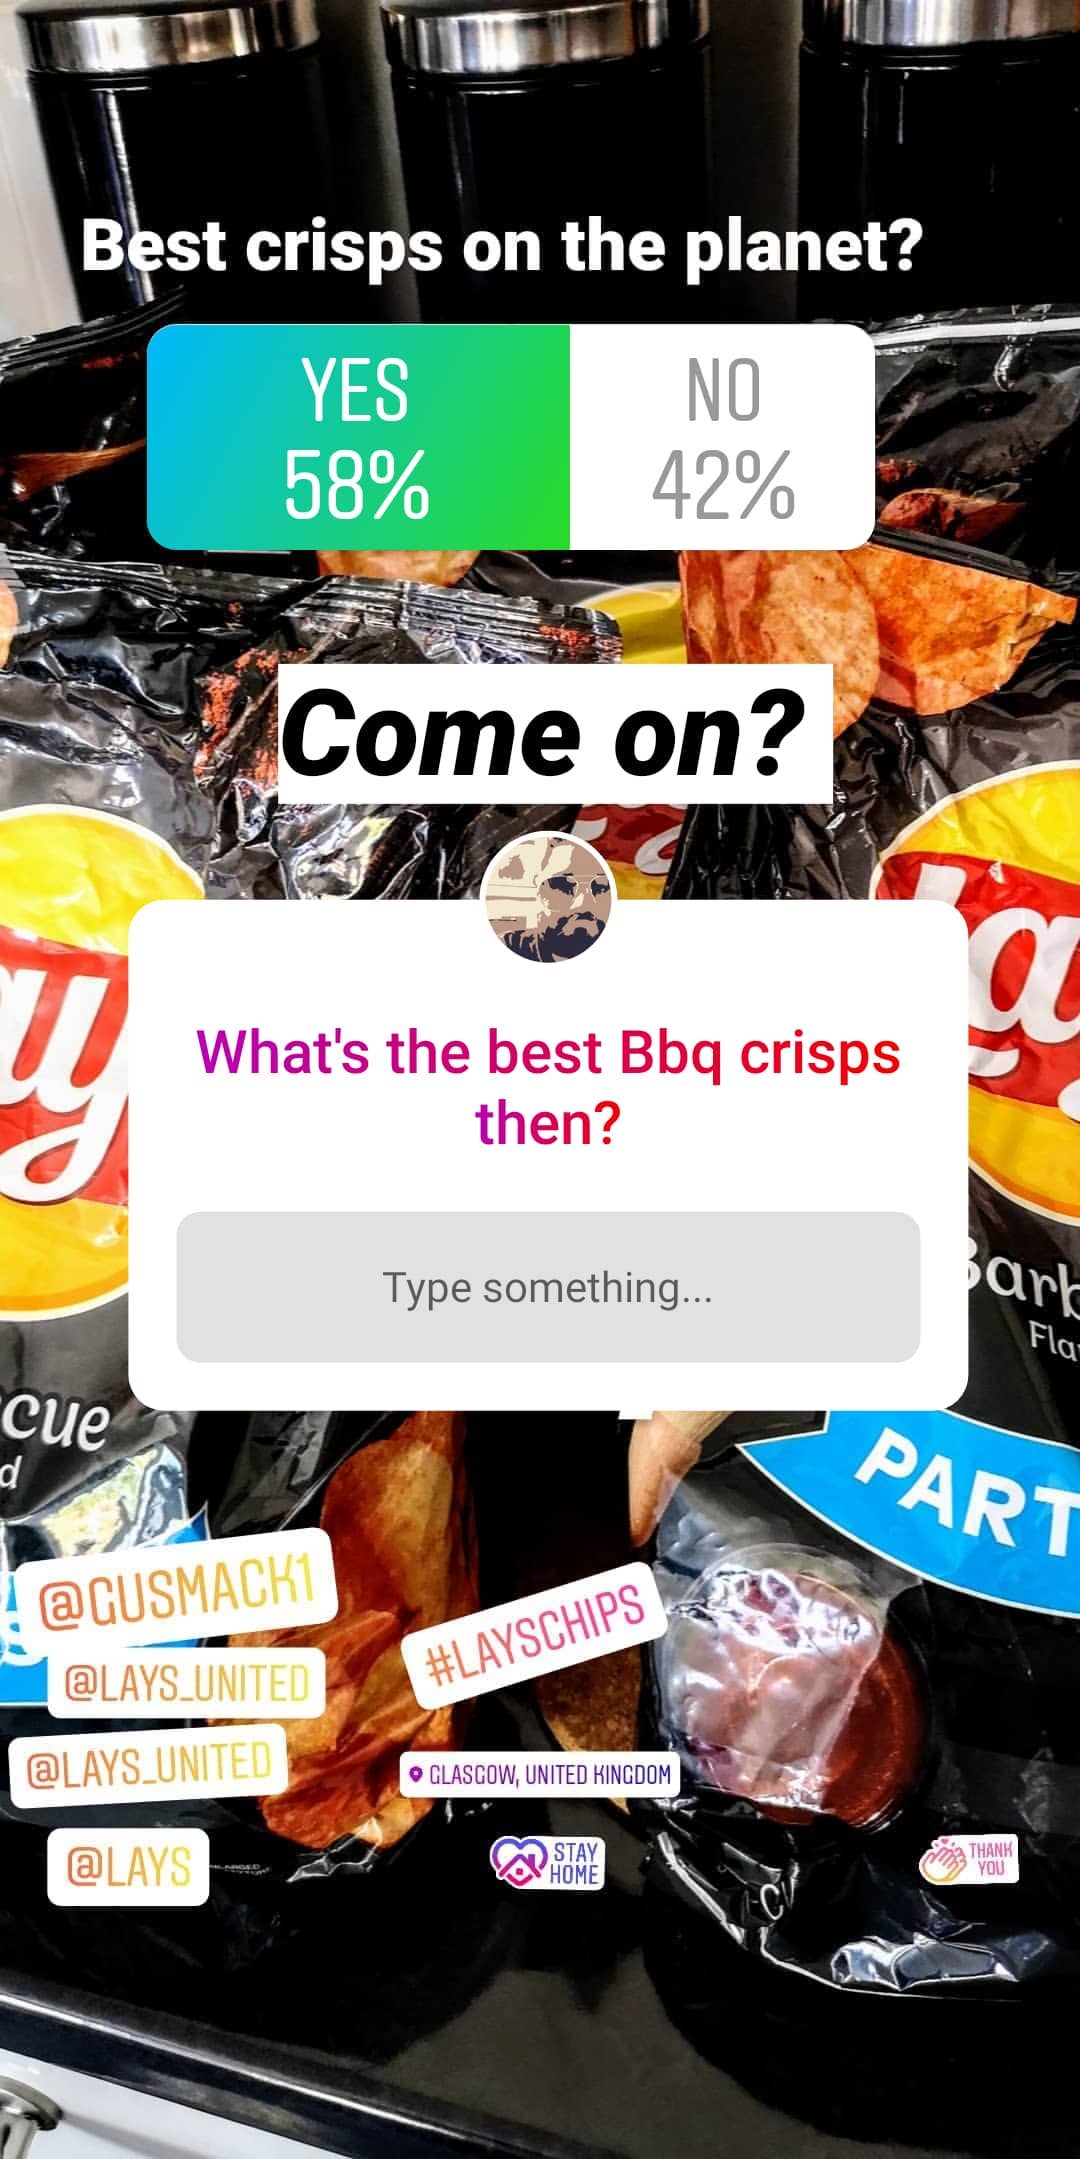 Best crisps on the planet?
YES
NO
58%
42%
Come on?
What's the best Bbq crisps
then?
Type something...
Barb
Fla
cue
d
PART
@GUSMACK1
#LAYSCHIPS
@LAYS_UNITED
@LAYS_UNITED
GLASGOW, UNITED KINGDOM
@LAYS
STAY
HOME
THANK
YOU